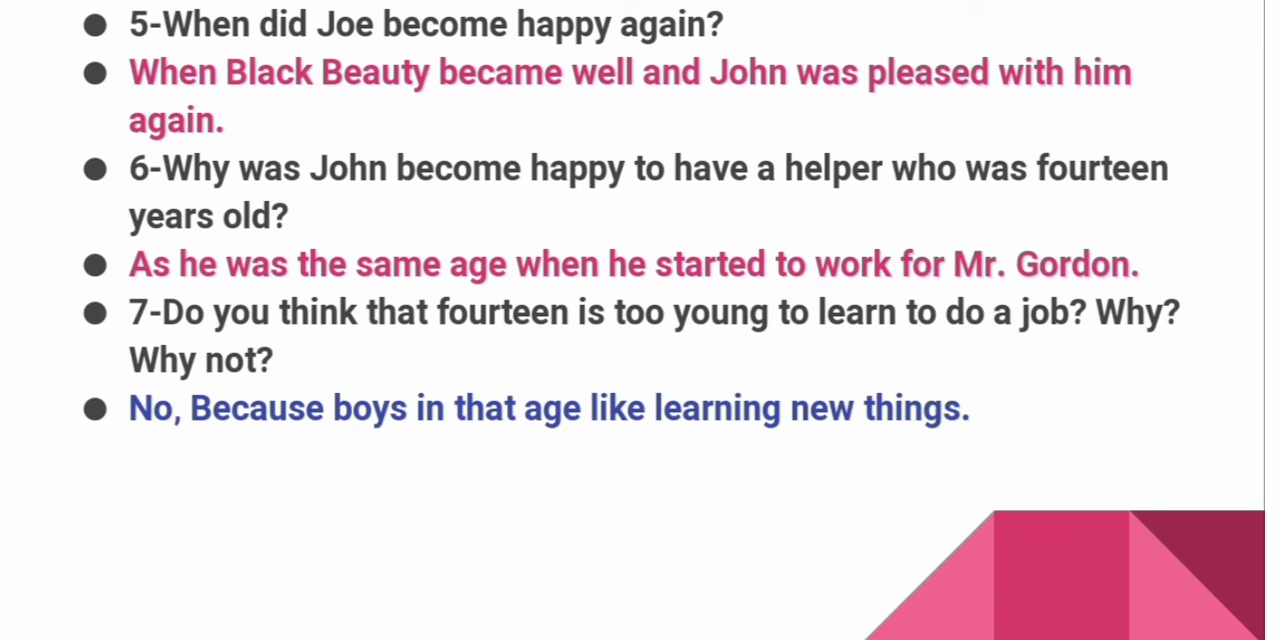 ● 5-When did Joe become happy again?
● When Black Beauty became well and John was pleased with him
again.
● 6-Why was John become happy to have a helper who was fourteen
years old?
● As he was the same age when he started to work for Mr. Gordon.
● 7-Do you think that fourteen is too young to learn to do a job? Why?
Why not?
● No, Because boys in that age like learning new things.